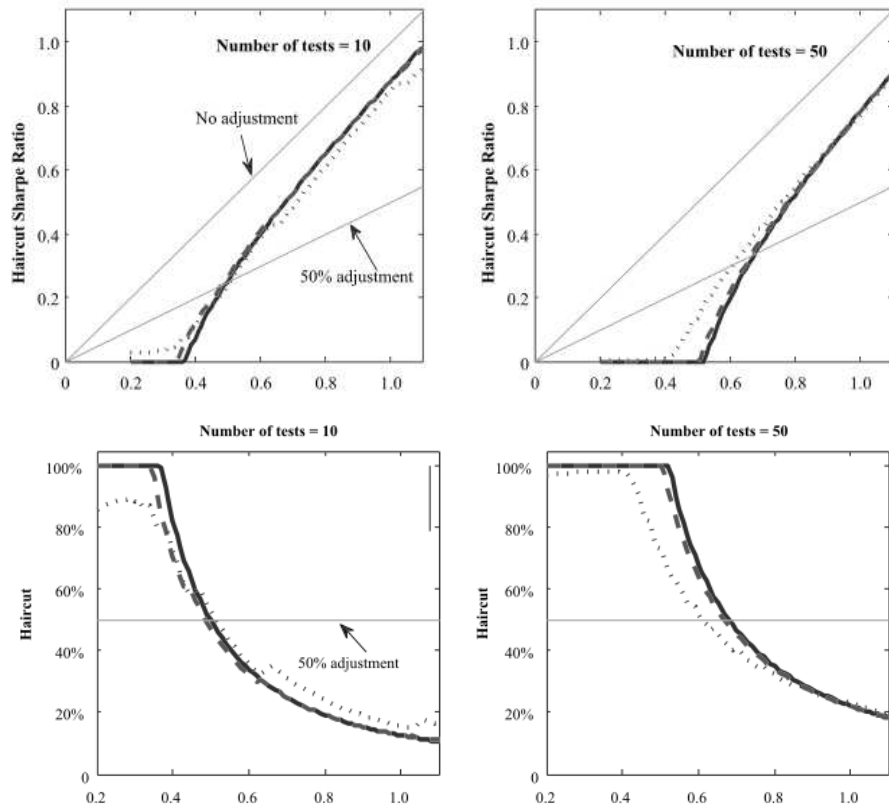 Number of tests = 10
Haircut Sharpe Ratio
1.0
0.8
0.6
0.4
0.2
0
No adjustment
50% adjustment
0 0.2 0.4 0.6 0.8 1.0
Number of tests = 50
Haircut Sharpe Ratio
1.0
0.8
0.6
0.4
0.2
0
0 0.2 0.4 0.6 0.8 1.0
Number of tests = 10
Haircut
100%
80%
60%
40%
20%
0
50% adjustment
0.2 0.4 0.6 0.8 1.0
Number of tests = 50
Haircut
100%
80%
60%
40%
20%
0
0.2 0.4 0.6 0.8 1.0